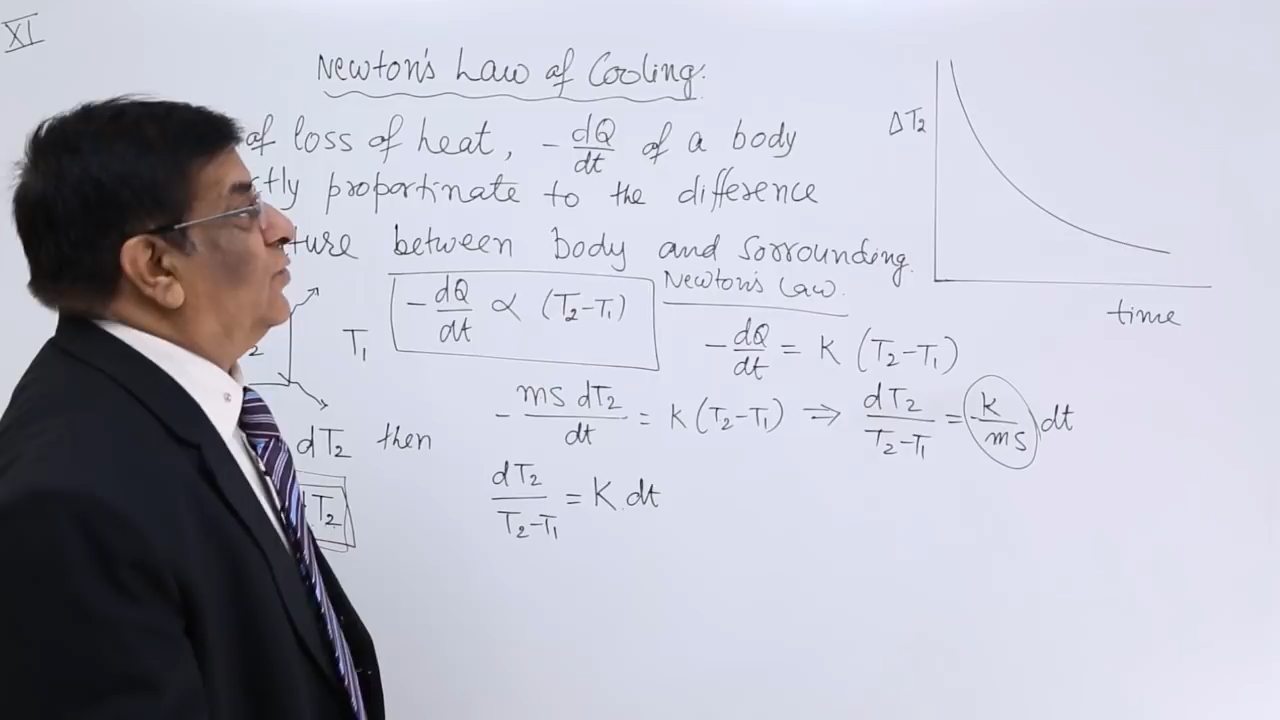 XI
Newton's Law of Cooling.
of loss of heat, -dQ/dt of a body
tly proportinate to the difference
ture between body and sorrounding.
Newton's Law.
T₁
-dQ/dt ∝ (T₂-T₁)
-dQ/dt = K (T₂-T₁)
-ms dT₂/dt = K(T₂-T₁) ⇒ dT₂/T₂-T₁ = k/ms dt
dT₂ then
dT₂/T₂-T₁ = K.dt
T₂
ΔT₂
time